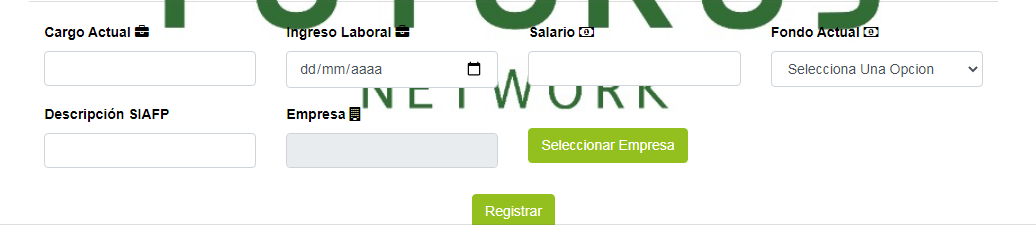 FUTUROS
Cargo Actual Ingreso Laboral Salario Fondo Actual
dd/mm/aaaa Selecciona Una Opcion
NETWORK
Descripción SIAFP Empresa
Seleccionar Empresa
Registrar